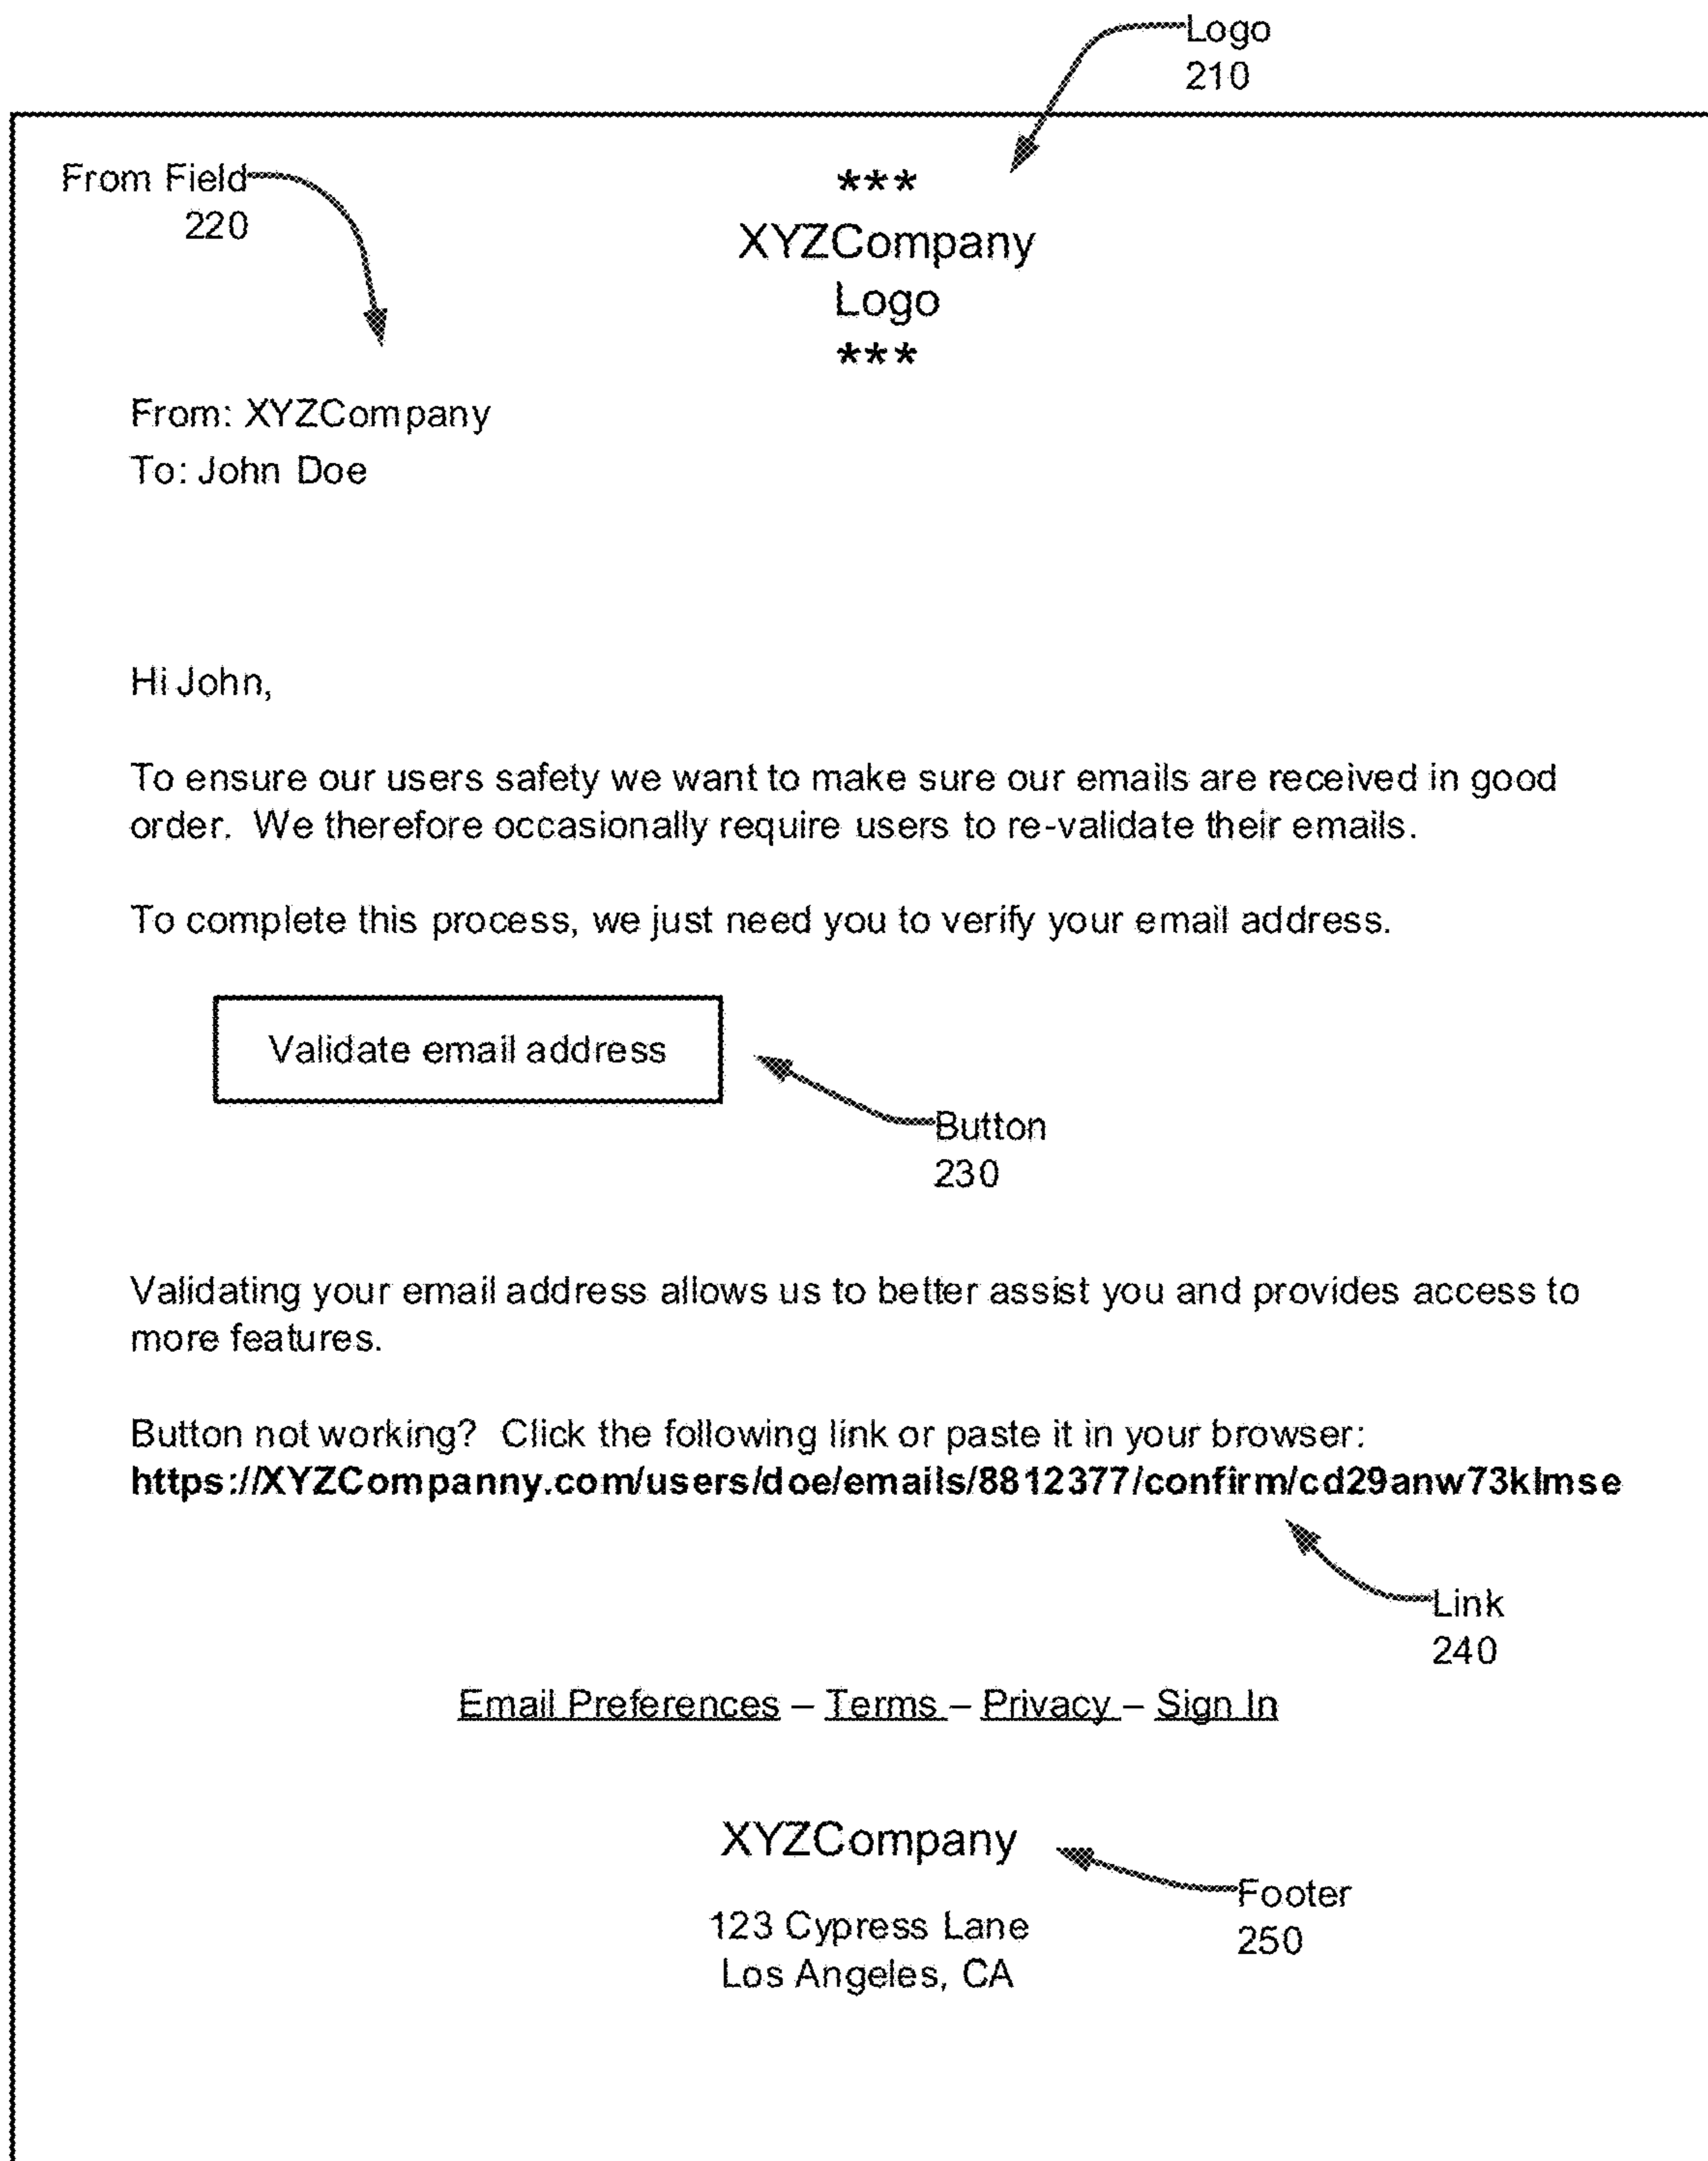 Logo
210
From Field
220
***
XYZCompany
Logo
***
From: XYZCompany
To: John Doe
Hi John,
To ensure our users safety we want to make sure our emails are received in good
order.  We therefore occasionally require users to re-validate their emails.
To complete this process, we just need you to verify your email address.
Validate email address
Button
230
Validating your email address allows us to better assist you and provides access to
more features.
Button not working?  Click the following link or paste it in your browser:
https://XYZCompanny.com/users/doe/emails/8812377/confirm/cd29anw73klmse
Link
240
Email Preferences – Terms – Privacy – Sign In
XYZCompany
Footer
250
123 Cypress Lane
Los Angeles, CA